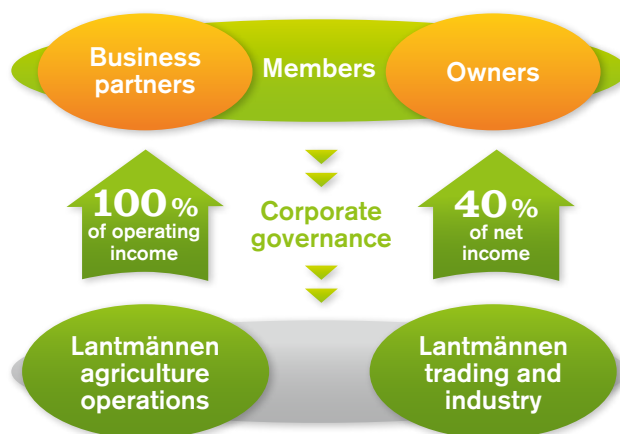 Business
partners
Members
Owners
100 %
of operating
income
Corporate
governance
40 %
of net
income
Lantmännen
agriculture
operations
Lantmännen
trading and
industry